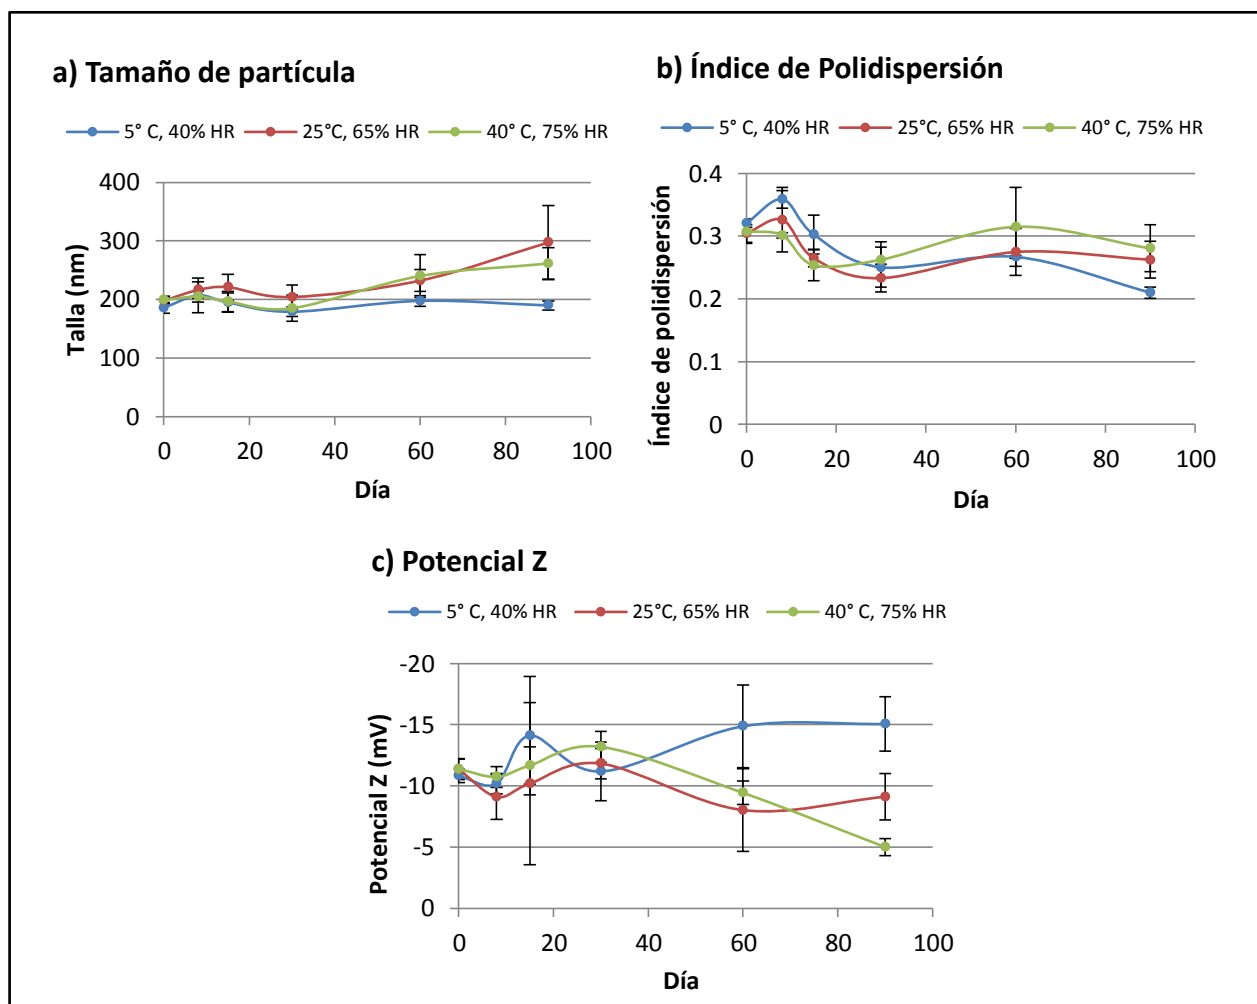 a) Tamaño de partícula
5° C, 40% HR 25°C, 65% HR 40° C, 75% HR
400
300
200
100
0
0 20 40 60 80 100
Talla (nm)
Día
b) Índice de Polidispersión
5° C, 40% HR 25°C, 65% HR 40° C, 75% HR
0.4
0.3
0.2
0.1
0
0 20 40 60 80 100
Índice de polidispersión
Día
c) Potencial Z
5° C, 40% HR 25°C, 65% HR 40° C, 75% HR
-20
-15
-10
-5
0
0 20 40 60 80 100
Potencial Z (mV)
Día